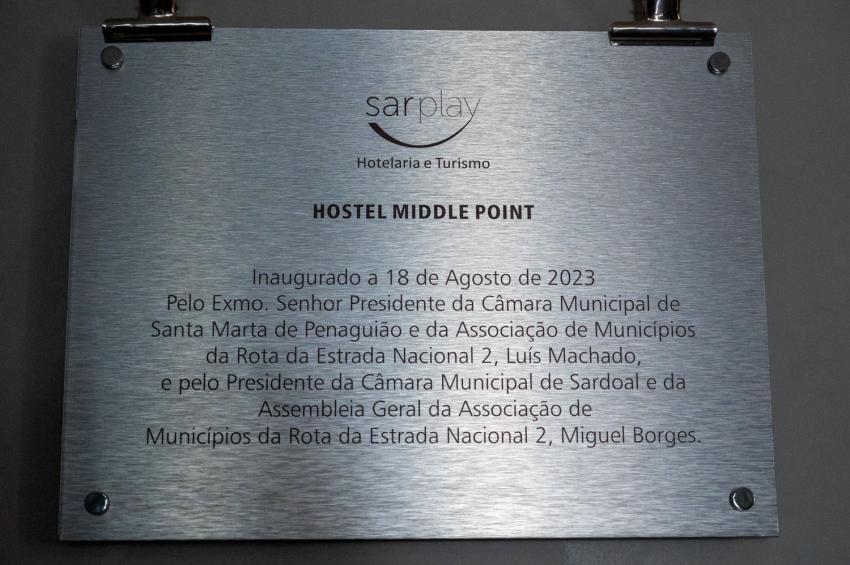 sarplay
Hotelaria e Turismo
HOSTEL MIDDLE POINT
Inaugurado a 18 de Agosto de 2023
Pelo Exmo. Senhor Presidente da Câmara Municipal de
Santa Marta de Penaguião e da Associação de Municípios
da Rota da Estrada Nacional 2, Luís Machado,
e pelo Presidente da Câmara Municipal de Sardoal e da
Assembleia Geral da Associação de
Municípios da Rota da Estrada Nacional 2, Miguel Borges.